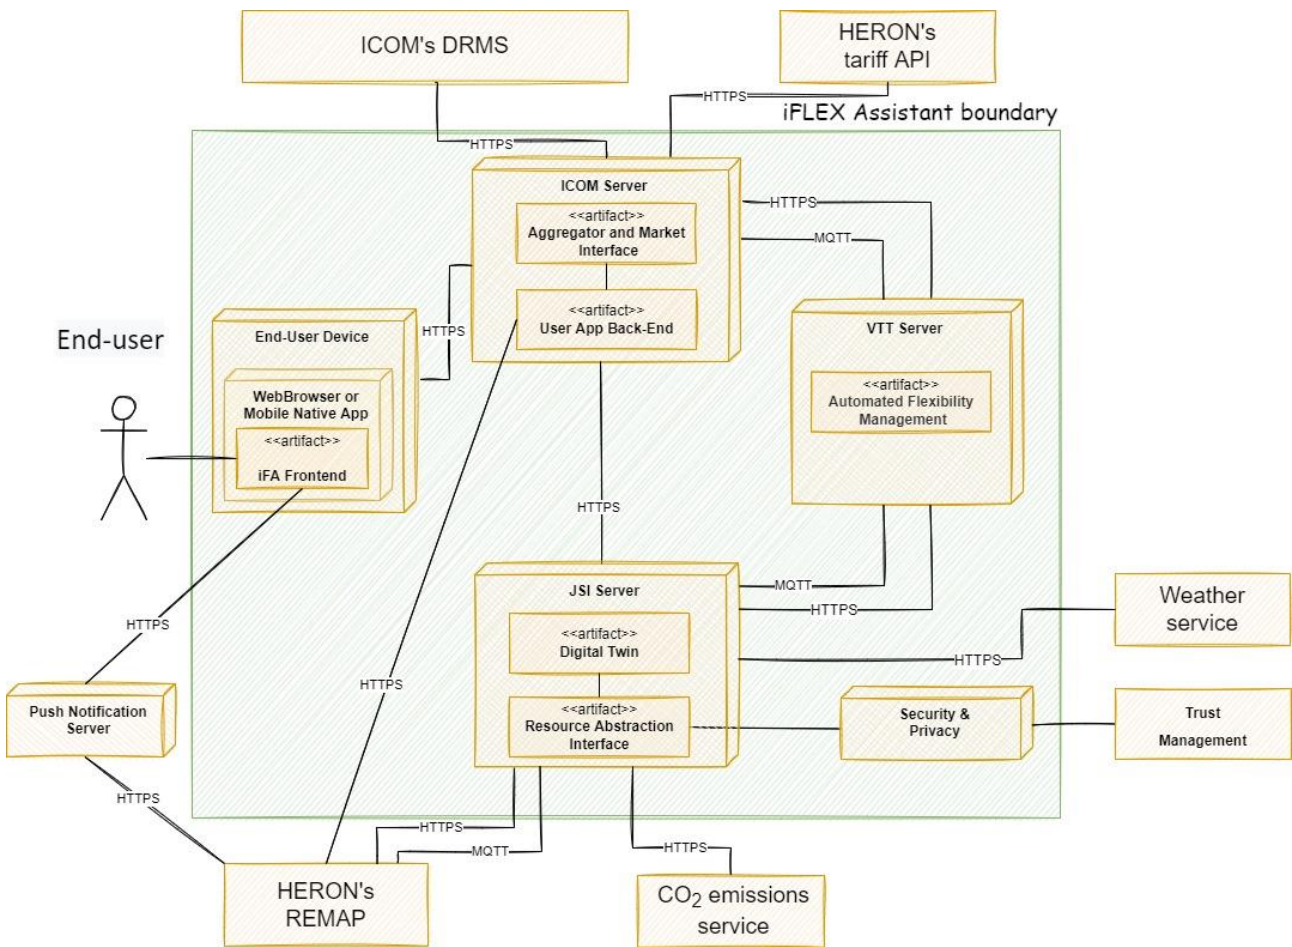 ICOM's DRMS
HERON's
tariff API
HTTPS
iFLEX Assistant boundary
HTTPS
ICOM Server
<<artifact>>
Aggregator and Market
Interface
HTTPS
MQTT
<<artifact>>
User App Back-End
HTTPS
End-user
End-User Device
WebBrowser or
Mobile Native App
<<artifact>>
iFA Frontend
VTT Server
<<artifact>>
Automated Flexibility
Management
HTTPS
JSI Server
MQTT
HTTPS
<<artifact>>
Digital Twin
HTTPS
Weather
service
HTTPS
HTTPS
<<artifact>>
Resource Abstraction
Interface
Security &
Privacy
Trust
Management
Push Notification
Server
HTTPS
HTTPS
MQTT
HTTPS
HERON's
REMAP
CO2 emissions
service